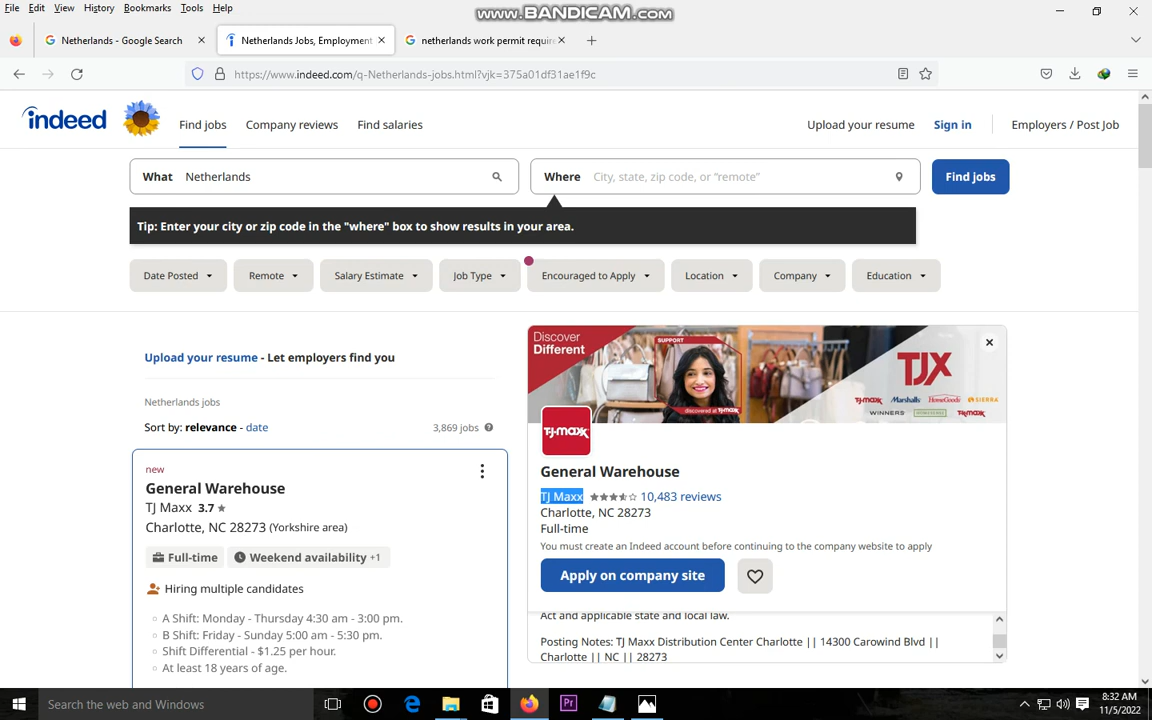 File Edit View History Bookmarks Tools Help
www.BANDICAM.com
Netherlands - Google Search
Netherlands Jobs, Employment
netherlands work permit require
https://www.indeed.com/q-Netherlands-jobs.html?vjk=375a01df31ae1f9c
indeed
Find jobs Company reviews Find salaries
Upload your resume Sign in Employers / Post Job
What Netherlands
Where City, state, zip code, or “remote”
Find jobs
Tip: Enter your city or zip code in the "where" box to show results in your area.
Date Posted Remote Salary Estimate Job Type Encouraged to Apply Location Company Education
Upload your resume - Let employers find you
Netherlands jobs
Sort by: relevance - date
3,869 jobs
new
General Warehouse
TJ Maxx 3.7
Charlotte, NC 28273 (Yorkshire area)
Full-time
Weekend availability +1
Hiring multiple candidates
A Shift: Monday - Thursday 4:30 am - 3:00 pm.
B Shift: Friday - Sunday 5:00 am - 5:30 pm.
Shift Differential - $1.25 per hour.
At least 18 years of age.
Discover
Different
SUPPORT
discovered at TJ-maxx
TJX
TJ-maxx Marshalls HomeGoods SIERRA
WINNERS HOMESENSE TK-maxx
TJ-maxx
General Warehouse
TJ Maxx 10,483 reviews
Charlotte, NC 28273
Full-time
You must create an Indeed account before continuing to the company website to apply
Apply on company site
Act and applicable state and local law.
Posting Notes: TJ Maxx Distribution Center Charlotte || 14300 Carowind Blvd ||
Charlotte || NC || 28273
Search the web and Windows
Pr
8:32 AM
11/5/2022